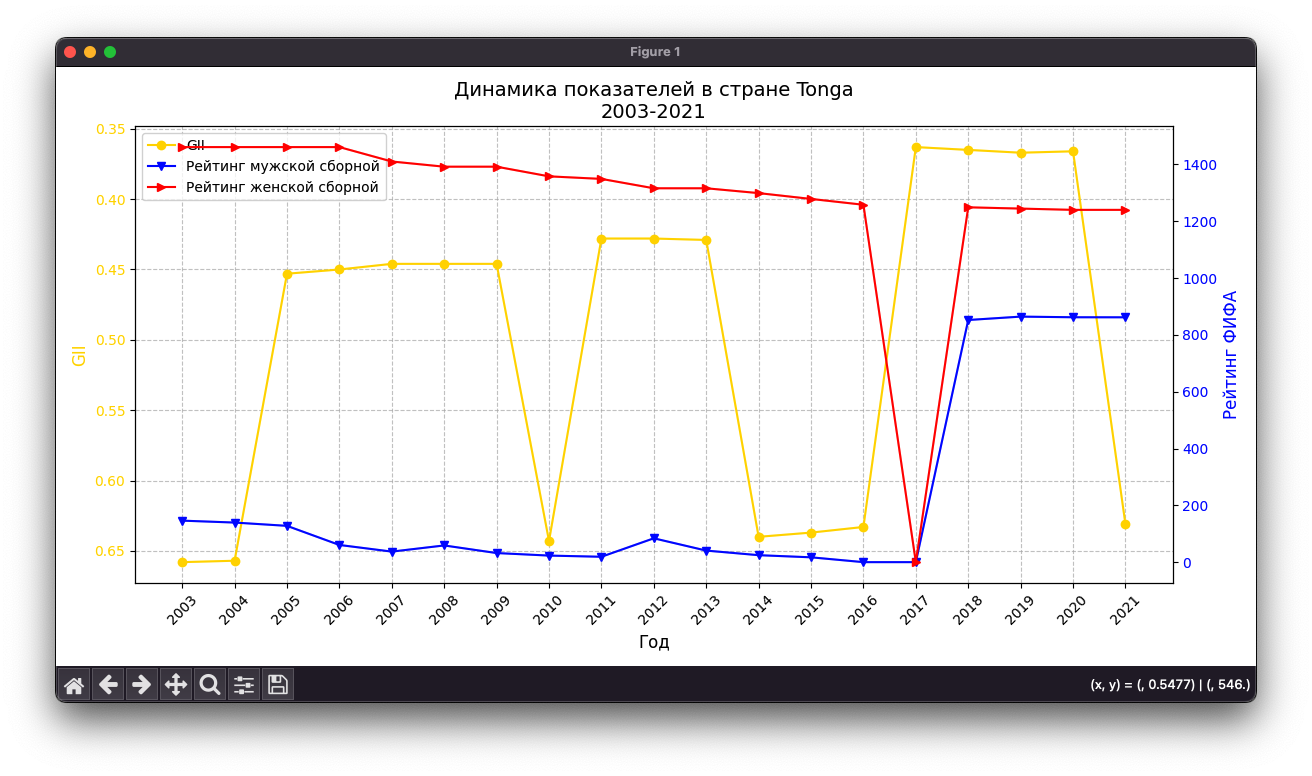 Figure 1
Динамика показателей в стране Tonga
2003-2021
GII
Рейтинг мужской сборной
Рейтинг женской сборной
0.35
0.40
0.45
0.50
0.55
0.60
0.65
GII
1400
1200
1000
800
600
400
200
0
Рейтинг ФИФА
2003 2004 2005 2006 2007 2008 2009 2010 2011 2012 2013 2014 2015 2016 2017 2018 2019 2020 2021
Год
(x, y) = (, 0.5477) | (, 546.)